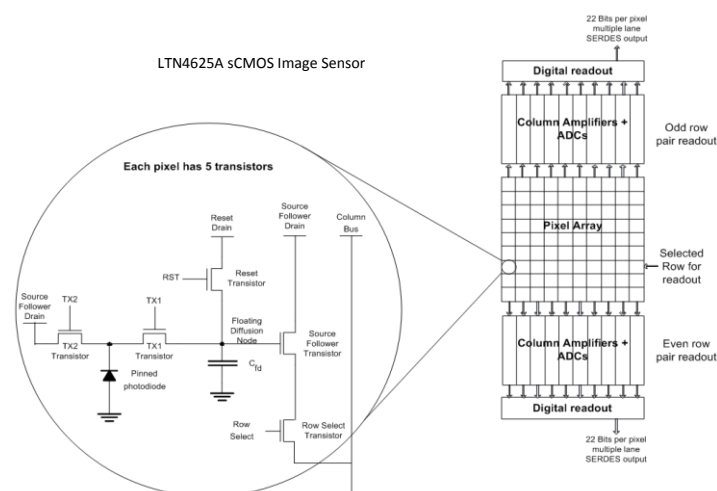 LTN4625A sCMOS Image Sensor
Each pixel has 5 transistors
Reset
Drain
Source
Follower
Drain
Column
Bus
RST
Reset
Transistor
Source
Follower
Drain
TX2
TX1
Floating
Diffusion
Node
Source
Follower
Transistor
TX2
Transistor
TX1
Transistor
Cfd
Pinned
photodiode
Row
Select
Row Select
Transistor
22 Bits per pixel
multiple lane
SERDES output
Digital readout
Column Amplifiers +
ADCs
Odd row
pair readout
Pixel Array
Selected
Row for
readout
Column Amplifiers +
ADCs
Even row
pair readout
Digital readout
22 Bits per pixel
multiple lane
SERDES output